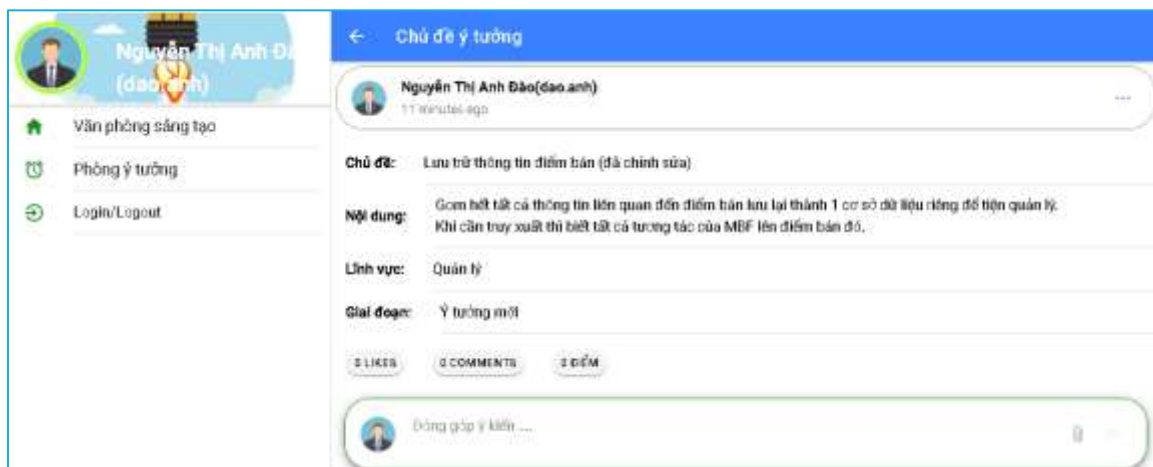 Nguyễn Thị Anh
(dao.anh)
Văn phòng sáng tạo
Phòng ý tưởng
Login/Logout
Chủ đề ý tưởng
Nguyễn Thị Anh Đào(dao.anh)
11 minutes ago
Chủ đề: Lưu trữ thông tin điểm bán (đã chỉnh sửa)
Nội dung: Gom hết tất cả thông tin liên quan đến điểm bán lưu lại thành 1 cơ sở dữ liệu riêng để tiện quản lý.
Khi cần truy xuất thì biết tất cả tương tác của MBF lên điểm bán đó.
Lĩnh vực: Quản lý
Giai đoạn: Ý tưởng mới
0 LIKES 0 COMMENTS 0 ĐIỂM
Đóng góp ý kiến ...